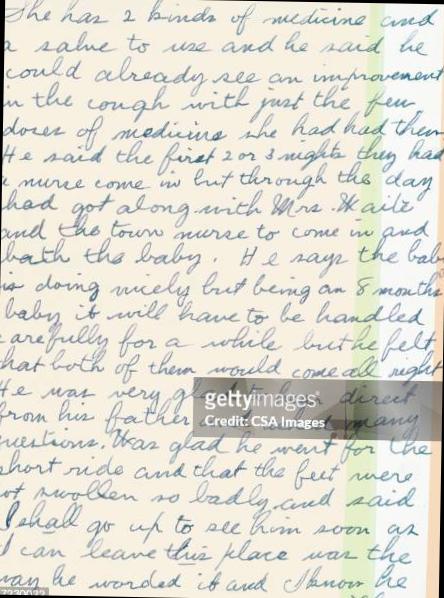 She has 2 kinds of medicine and
a salve to use and he said he
could already see an improvement
in the cough with just the few
doses of medicine she had had then
He said the first 2 or 3 nights they had
a nurse come in but through the day
had got along with Mrs. Waite
and the town nurse to come in and
bath the baby. He says the baby
is doing nicely but being an 8 months
baby it will have to be handled
carefully for a while but he felt
that both of them would come all right
He was very glad to direct
from his father many
questions. Was glad he went for the
short ride and that the feet were
not swollen so badly and said
I shall go up to see him soon as
I can leave this place was the
way he worded it and I know he
gettyimages
Credit: CSA Images
7230032